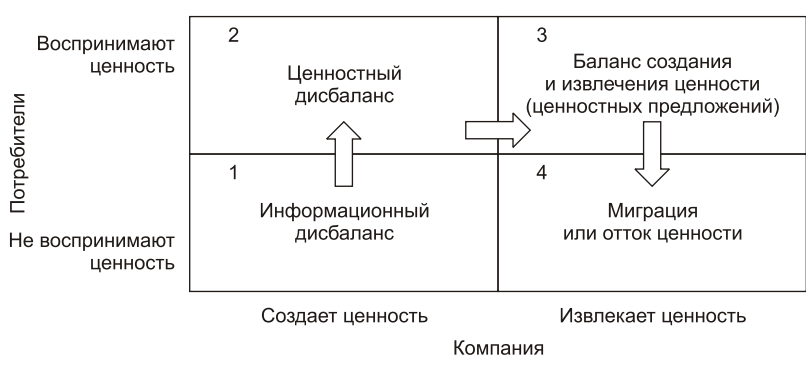 Потребители
Воспринимают
ценность
2
Ценностный
дисбаланс
3
Баланс создания
и извлечения ценности
(ценностных предложений)
Не воспринимают
ценность
1
Информационный
дисбаланс
4
Миграция
или отток ценности
Создает ценность
Извлекает ценность
Компания